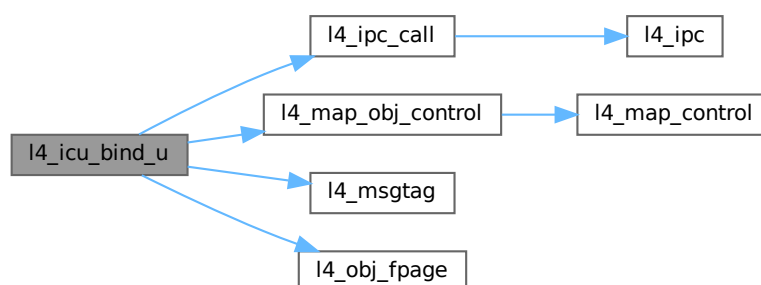 l4_ipc_call
l4_ipc
l4_map_obj_control
l4_map_control
l4_icu_bind_u
l4_msgtag
l4_obj_fpage